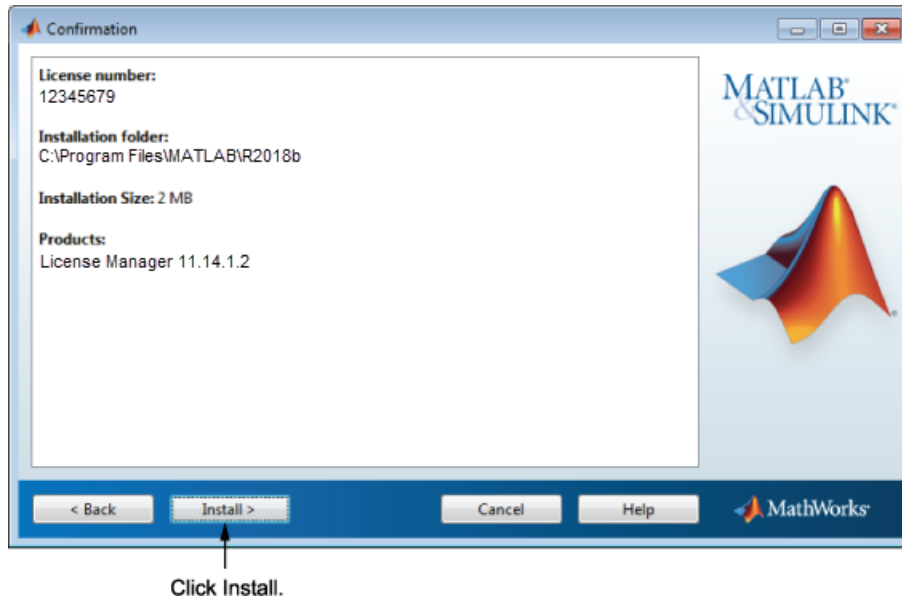 Confirmation
License number:
12345679
Installation folder:
C:\Program Files\MATLAB\R2018b
Installation Size: 2 MB
Products:
License Manager 11.14.1.2
MATLAB®
&SIMULINK®
< Back
Install >
Cancel
Help
MathWorks®
Click Install.